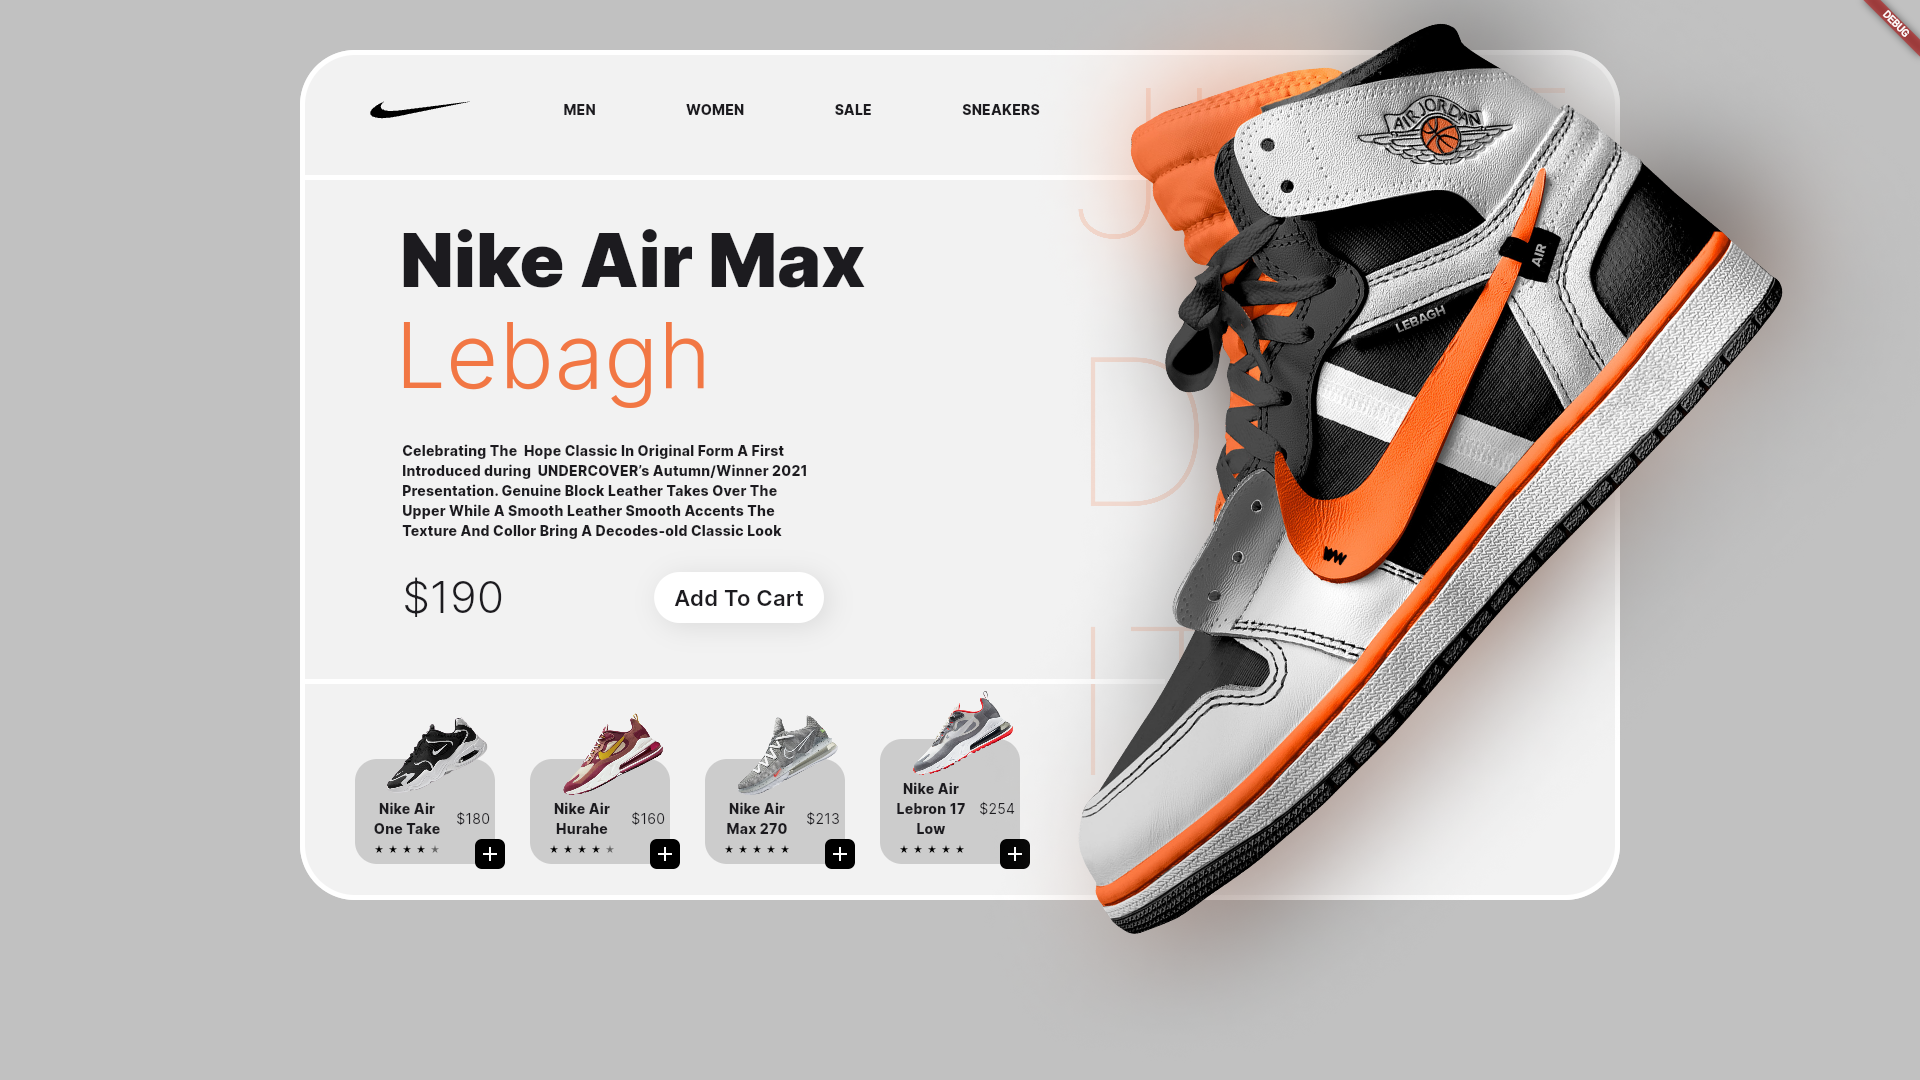 DEBUG
MEN
WOMEN
SALE
SNEAKERS
Nike Air Max
Lebagh
Celebrating The  Hope Classic In Original Form A First
Introduced during  UNDERCOVER's Autumn/Winner 2021
Presentation. Genuine Block Leather Takes Over The
Upper While A Smooth Leather Smooth Accents The
Texture And Collor Bring A Decodes-old Classic Look
$190
Add To Cart
Nike Air
One Take
$180
Nike Air
Hurahe
$160
Nike Air
Max 270
$213
Nike Air
Lebron 17
Low
$254
AIR JORDAN
AIR
LEBAGH
J
D